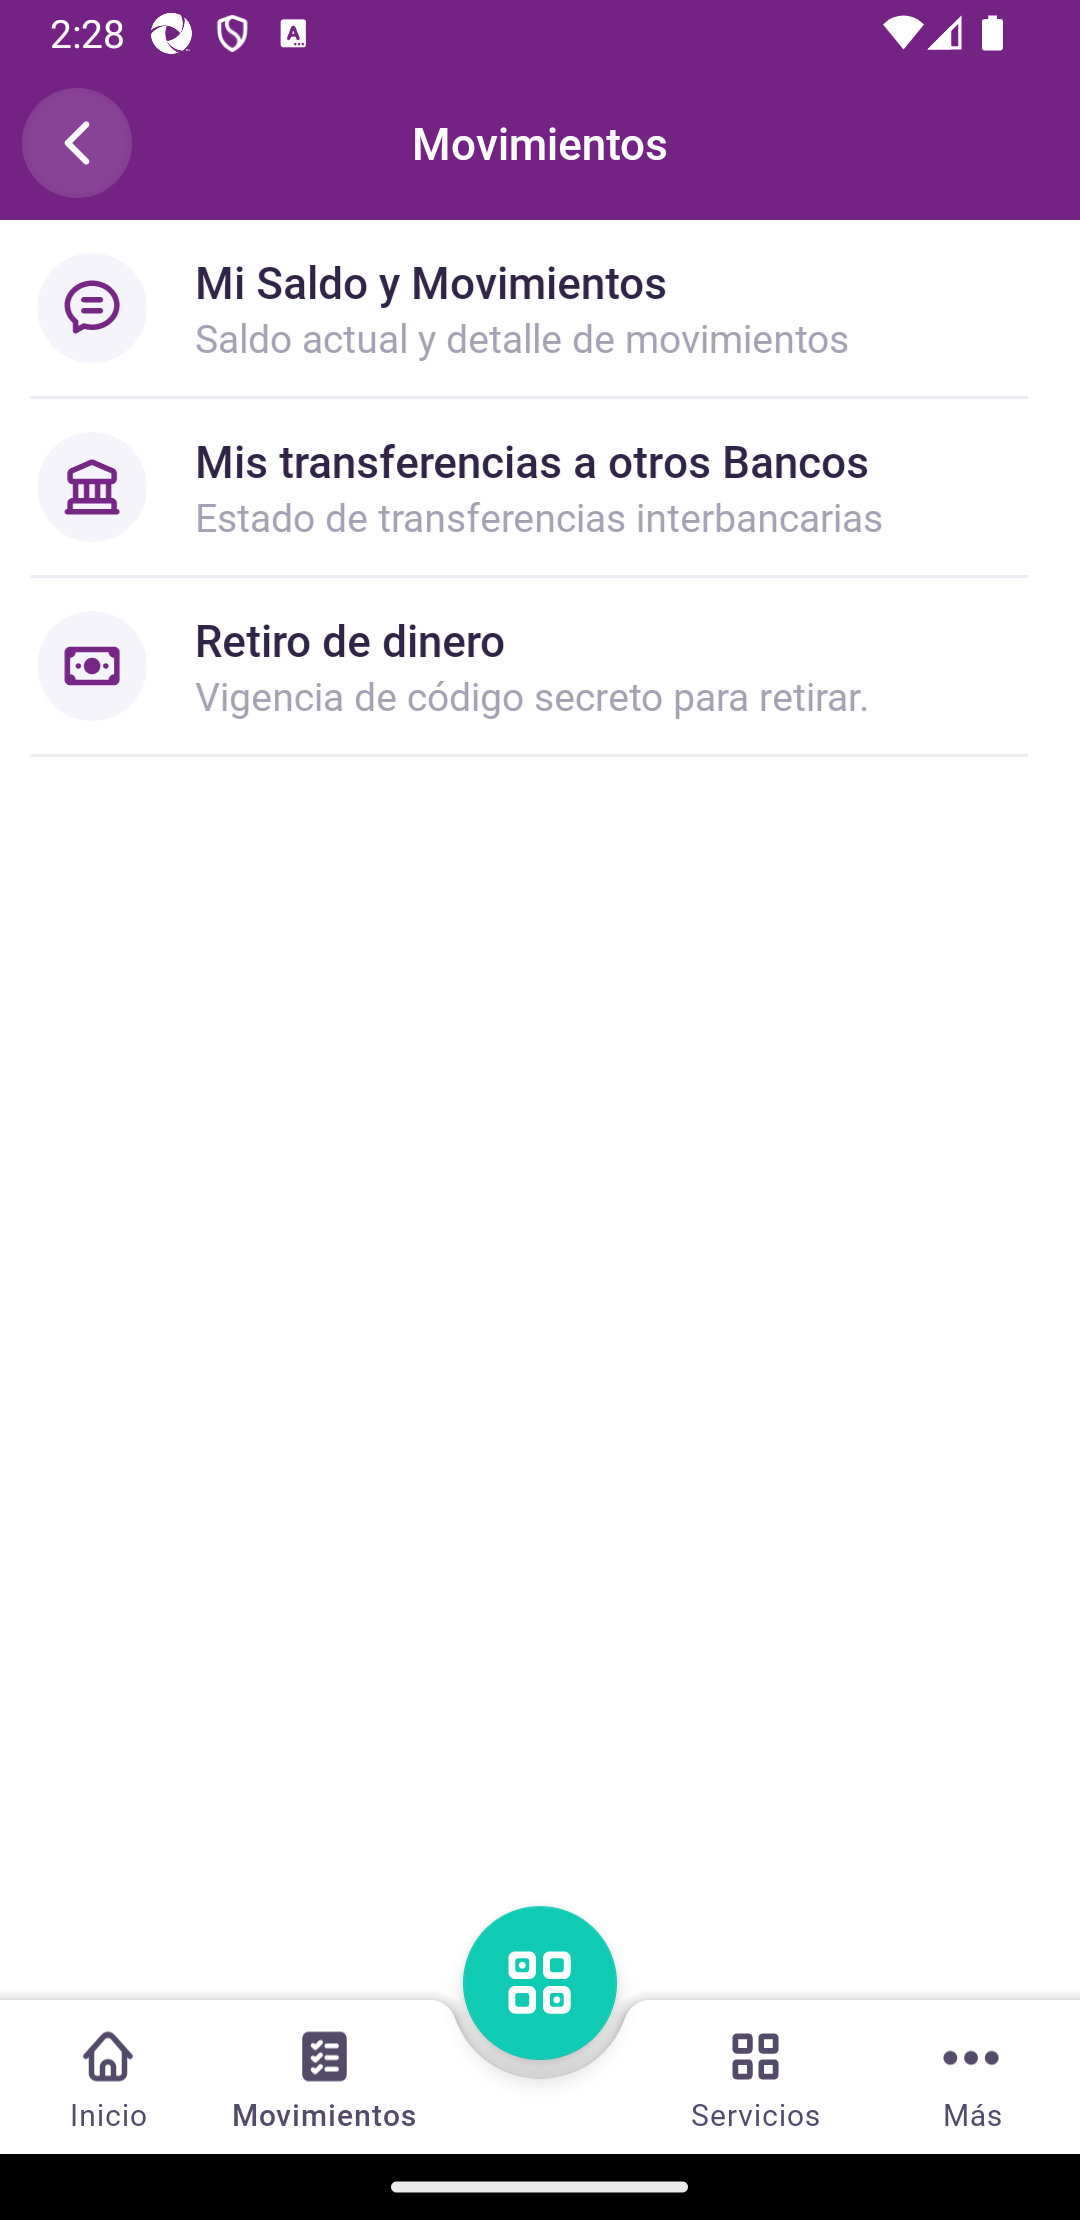 2:28
Movimientos
Mi Saldo y Movimientos
Saldo actual y detalle de movimientos
Mis transferencias a otros Bancos
Estado de transferencias interbancarias
Retiro de dinero
Vigencia de código secreto para retirar.
Inicio
Movimientos
Servicios
Más